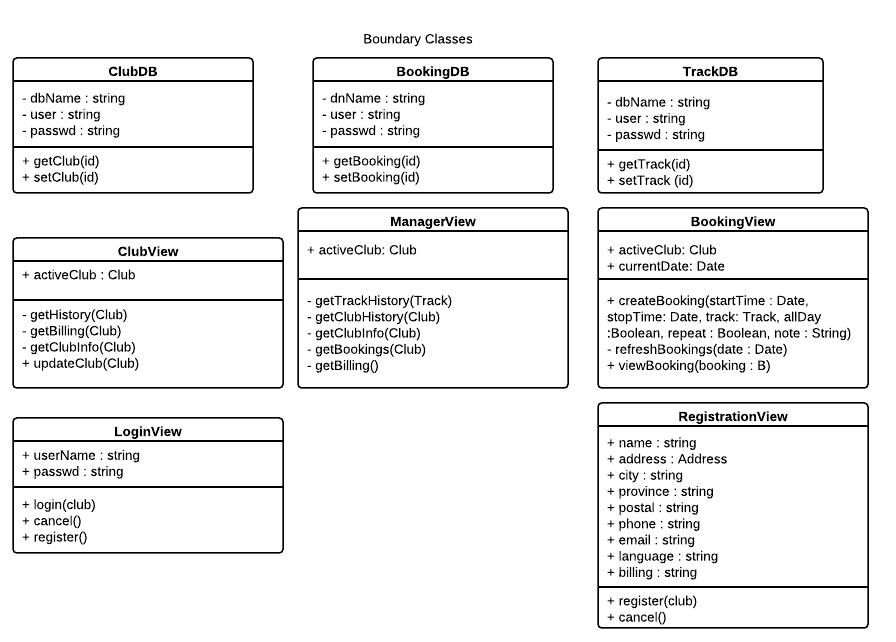 Boundary Classes
ClubDB
- dbName : string
- user : string
- passwd : string
+ getClub(id)
+ setClub(id)
BookingDB
- dnName : string
- user : string
- passwd : string
+ getBooking(id)
+ setBooking(id)
TrackDB
- dbName : string
- user : string
- passwd : string
+ getTrack(id)
+ setTrack (id)
ClubView
+ activeClub : Club
- getHistory(Club)
- getBilling(Club)
- getClubInfo(Club)
+ updateClub(Club)
ManagerView
+ activeClub: Club
- getTrackHistory(Track)
- getClubHistory(Club)
- getClubInfo(Club)
- getBookings(Club)
- getBilling()
BookingView
+ activeClub: Club
+ currentDate: Date
+ createBooking(startTime : Date,
stopTime: Date, track: Track, allDay
:Boolean, repeat : Boolean, note : String)
- refreshBookings(date : Date)
+ viewBooking(booking : B)
LoginView
+ userName : string
+ passwd : string
+ login(club)
+ cancel()
+ register()
RegistrationView
+ name : string
+ address : Address
+ city : string
+ province : string
+ postal : string
+ phone : string
+ email : string
+ language : string
+ billing : string
+ register(club)
+ cancel()